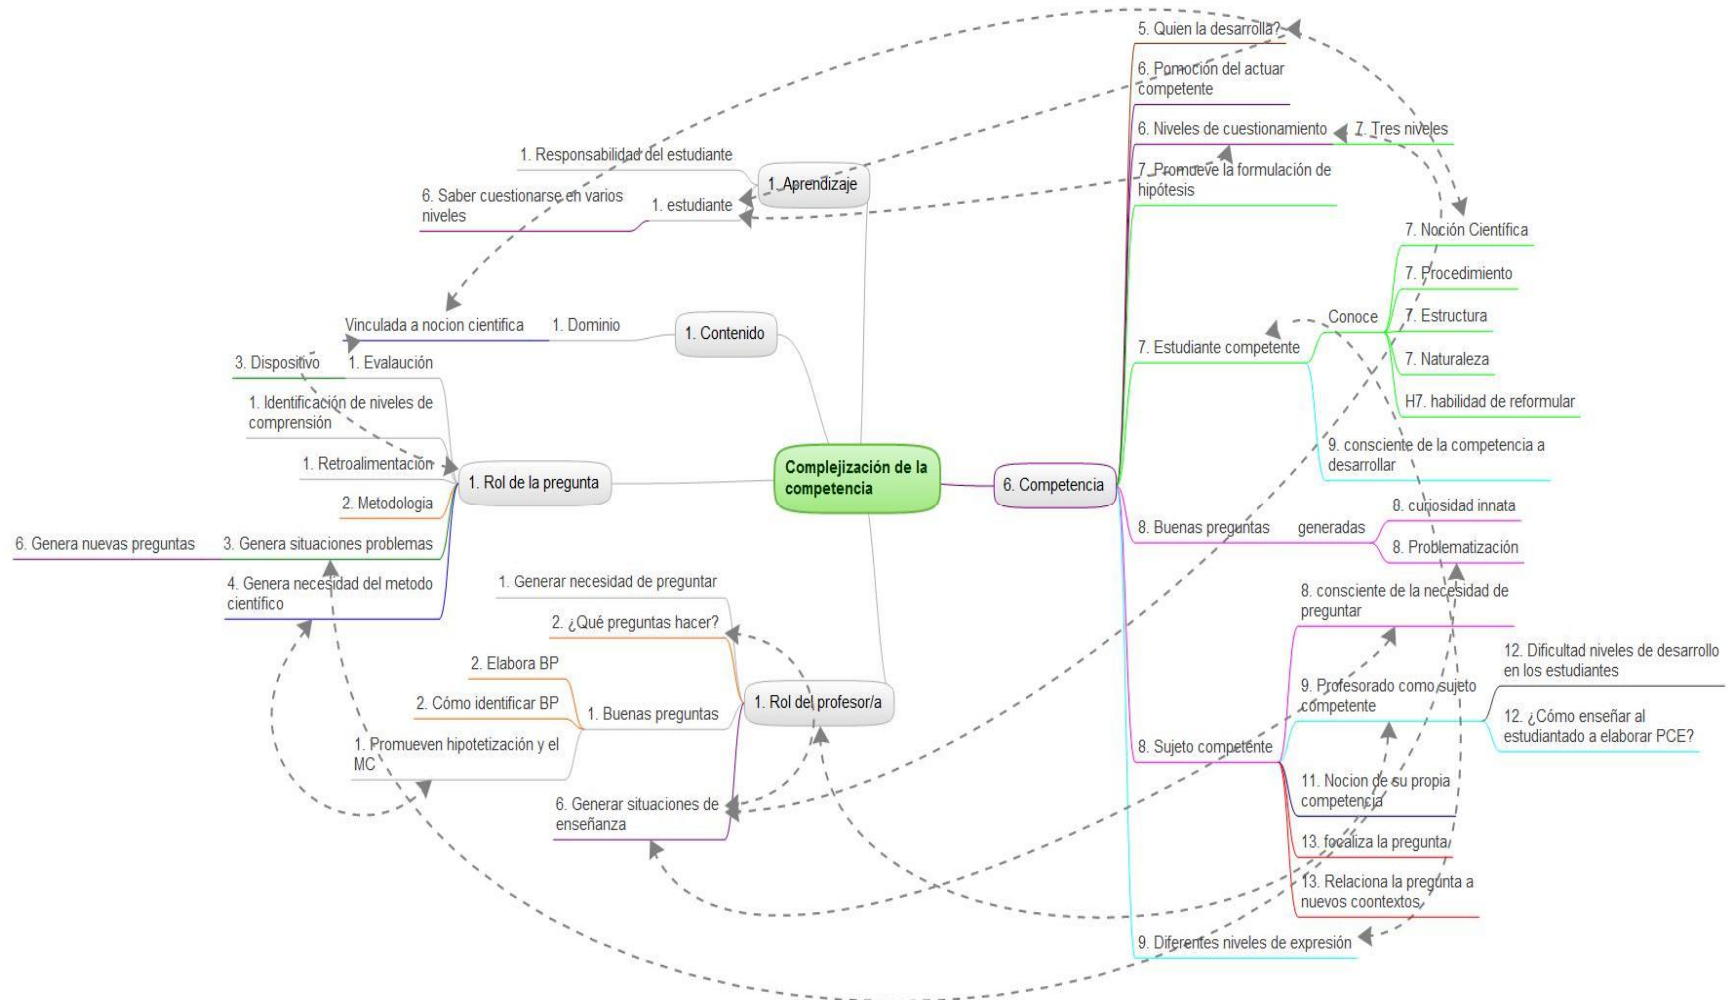 5. Quien la desarrolla?
6. Pomoción del actuar
competente
6. Niveles de cuestionamiento
7. Tres niveles
7. Promueve la formulación de
hipótesis
1. Responsabilidad del estudiante
1. Aprendizaje
6. Saber cuestionarse en varios
niveles
1. estudiante
7. Noción Científica
7. Procedimiento
Conoce
7. Estructura
7. Estudiante competente
7. Naturaleza
H7. habilidad de reformular
9. consciente de la competencia a
desarrollar
Vinculada a nocion cientifica
1. Dominio
1. Contenido
3. Dispositivo
1. Evalaución
1. Identificación de niveles de
comprensión
1. Retroalimentación
1. Rol de la pregunta
2. Metodologia
6. Genera nuevas preguntas
3. Genera situaciones problemas
4. Genera necesidad del metodo
científico
Complejización de la
competencia
6. Competencia
8. Buenas preguntas
generadas
8. curiosidad innata
8. Problematización
1. Generar necesidad de preguntar
2. ¿Qué preguntas hacer?
2. Elabora BP
2. Cómo identificar BP
1. Buenas preguntas
1. Promueven hipotetización y el
MC
1. Rol del profesor/a
6. Generar situaciones de
enseñanza
8. consciente de la necesidad de
preguntar
12. Dificultad niveles de desarrollo
en los estudiantes
9. Profesorado como sujeto
competente
12. ¿Cómo enseñar al
estudiantado a elaborar PCE?
8. Sujeto competente
11. Nocion de su propia
competencia
13. focaliza la pregunta
13. Relaciona la pregunta a
nuevos coontextos
9. Diferentes niveles de expresión